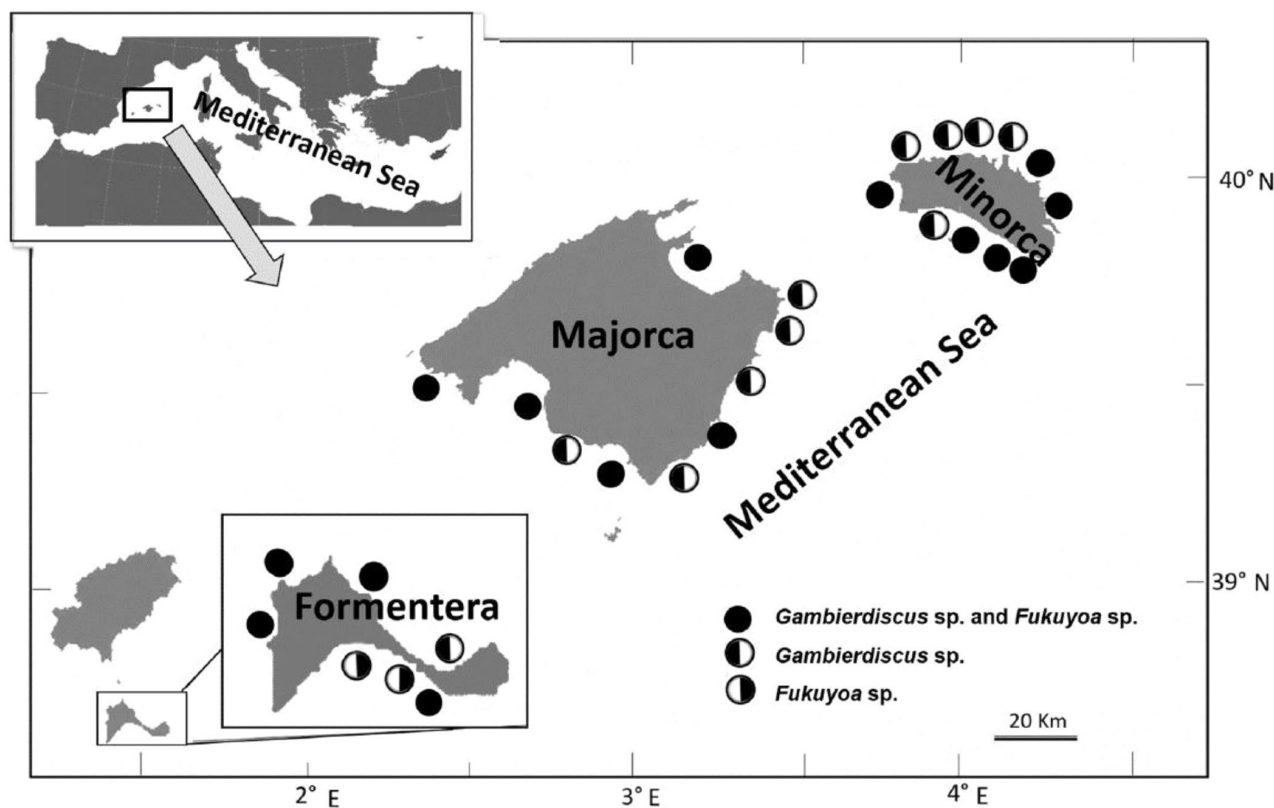 Mediterranean Sea
40° N
Minorca
Majorca
Mediterranean Sea
39° N
Formentera
Gambierdiscus sp. and Fukuyoa sp.
Gambierdiscus sp.
Fukuyoa sp.
20 Km
2° E
3° E
4° E